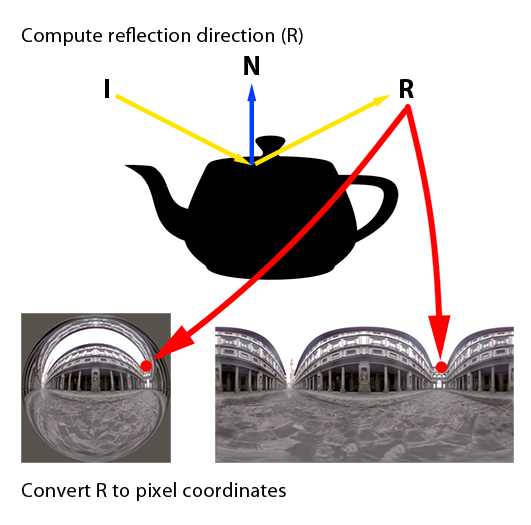 Compute reflection direction (R)
N
I
R
Convert R to pixel coordinates